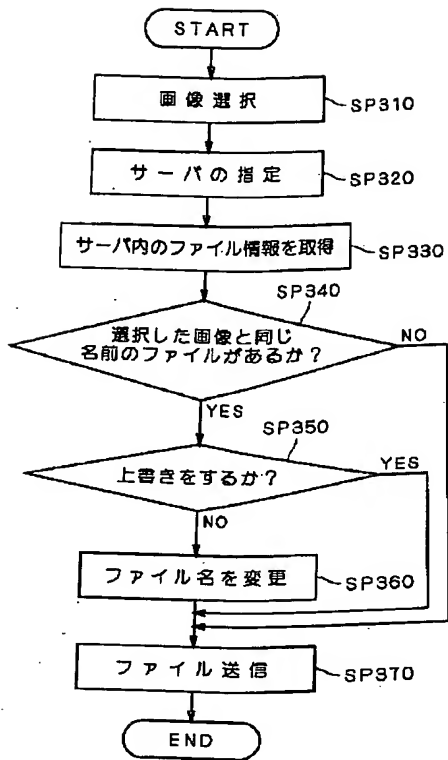 START
画像選択
SP310
サーバの指定
SP320
サーバ内のファイル情報を取得
SP330
SP340
選択した画像と同じ
名前のファイルがあるか？
NO
YES
SP350
上書きをするか？
YES
NO
ファイル名を変更
SP360
ファイル送信
SP370
END